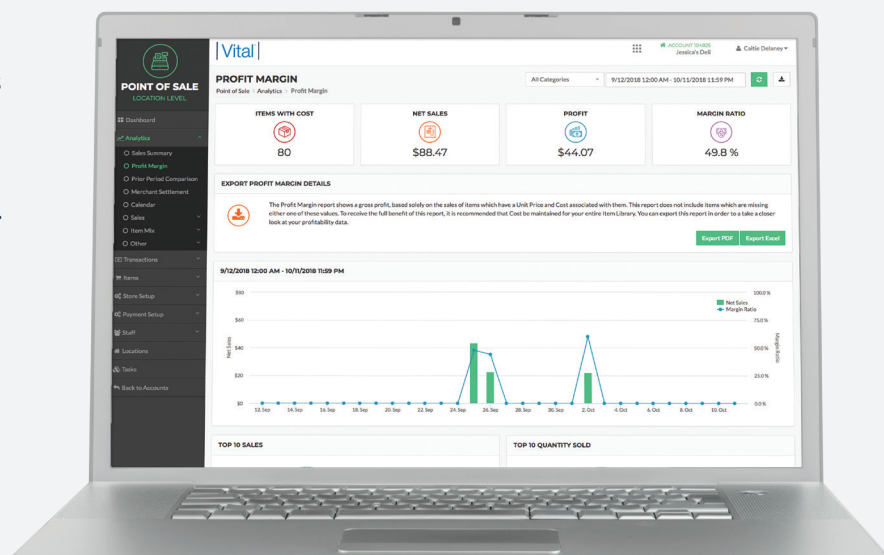 Vital
ACCOUNT
Jessica's Deli
Caitie Delaney
POINT OF SALE
LOCATION LEVEL
Dashboard
Analytics
Sales Summary
Profit Margin
Prior Period Comparison
Merchant Settlement
Calendar
Sales
Item Mix
Other
Transactions
Items
Store Setup
Payment Setup
Staff
Locations
Tasks
Back to Accounts
PROFIT MARGIN
Point of Sale > Analytics > Profit Margin
All Categories
9/12/2018 12:00 AM - 10/11/2018 11:59 PM
ITEMS WITH COST
80
NET SALES
$88.47
PROFIT
$44.07
MARGIN RATIO
49.8 %
EXPORT PROFIT MARGIN DETAILS
The Profit Margin report shows a gross profit, based solely on the sales of items which have a Unit Price and Cost associated with them. This report does not include items which are missing
either one of these values. To receive the full benefit of this report, it is recommended that Cost be maintained for your entire Item Library. You can export this report in order to a take a closer
look at your profitability data.
Export PDF
Export Excel
9/12/2018 12:00 AM - 10/11/2018 11:59 PM
Net Sales
Margin Ratio
$80
$60
$40
$20
$0
Net Sales
100.0 %
75.0 %
50.0 %
25.0 %
0.0 %
Margin Ratio
12. Sep
14. Sep
16. Sep
18. Sep
20. Sep
22. Sep
24. Sep
26. Sep
28. Sep
30. Sep
2. Oct
4. Oct
6. Oct
8. Oct
10. Oct
TOP 10 SALES
TOP 10 QUANTITY SOLD